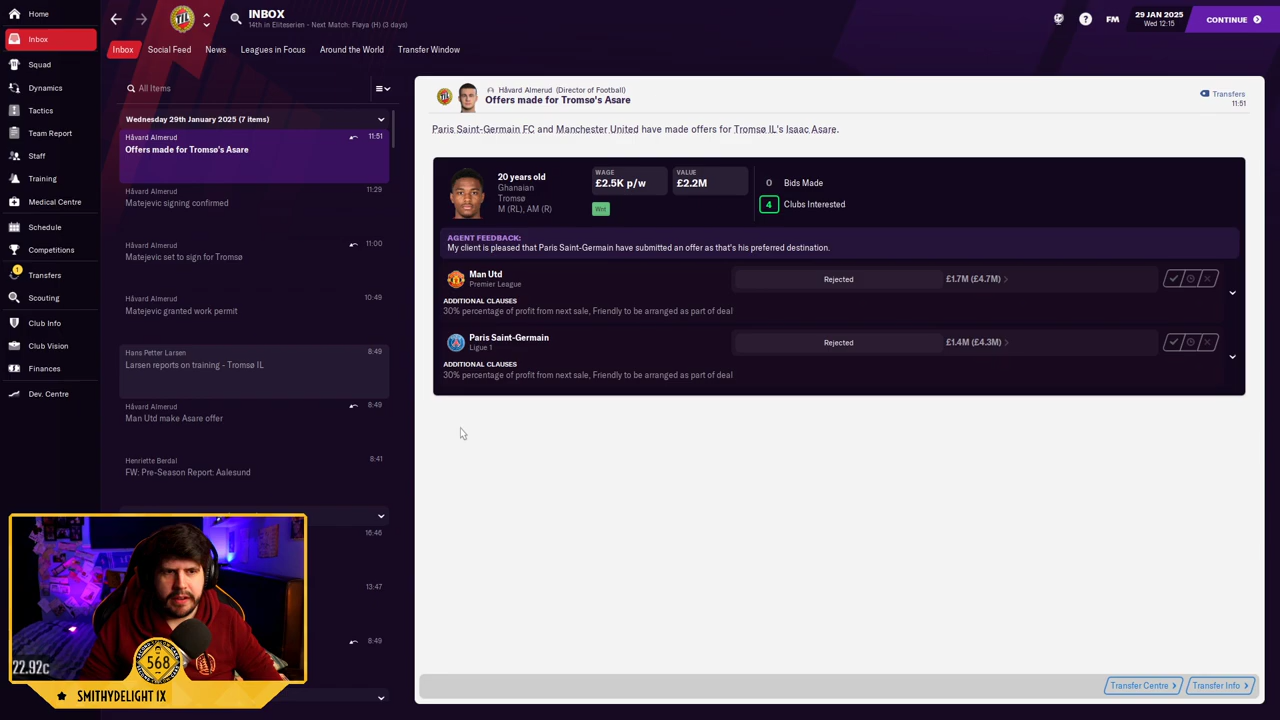 Home
Inbox
Squad
Dynamics
Tactics
Team Report
Staff
Training
Medical Centre
Schedule
Competitions
Transfers
Scouting
Club Info
Club Vision
Finances
Dev. Centre
TIL
INBOX
14th in Eliteserien - Next Match: Fløya (H) (3 days)
FM
29 JAN 2025
Wed 12:15
CONTINUE
Inbox
Social Feed
News
Leagues in Focus
Around the World
Transfer Window
All Items
Wednesday 29th January 2025 (7 items)
Håvard Almerud
11:51
Offers made for Tromsø's Asare
Håvard Almerud
11:29
Matejevic signing confirmed
Håvard Almerud
11:00
Matejevic set to sign for Tromsø
Håvard Almerud
10:49
Matejevic granted work permit
Hans Petter Larsen
8:49
Larsen reports on training - Tromsø IL
Håvard Almerud
8:49
Man Utd make Asare offer
Henriette Berdal
8:41
FW: Pre-Season Report: Aalesund
16:46
13:47
8:49
Håvard Almerud (Director of Football)
Offers made for Tromsø's Asare
Transfers
11:51
Paris Saint-Germain FC and Manchester United have made offers for Tromsø IL's Isaac Asare.
20 years old
Ghanaian
Tromsø
M (RL), AM (R)
WAGE
£2.5K p/w
VALUE
£2.2M
Wnt
0 Bids Made
4 Clubs Interested
AGENT FEEDBACK:
My client is pleased that Paris Saint-Germain have submitted an offer as that's his preferred destination.
Man Utd
Premier League
Rejected
£1.7M (£4.7M)
ADDITIONAL CLAUSES
30% percentage of profit from next sale, Friendly to be arranged as part of deal
Paris Saint-Germain
Ligue 1
Rejected
£1.4M (£4.3M)
ADDITIONAL CLAUSES
30% percentage of profit from next sale, Friendly to be arranged as part of deal
Transfer Centre
Transfer Info
22.92c
568
SMITHYDELIGHT IX